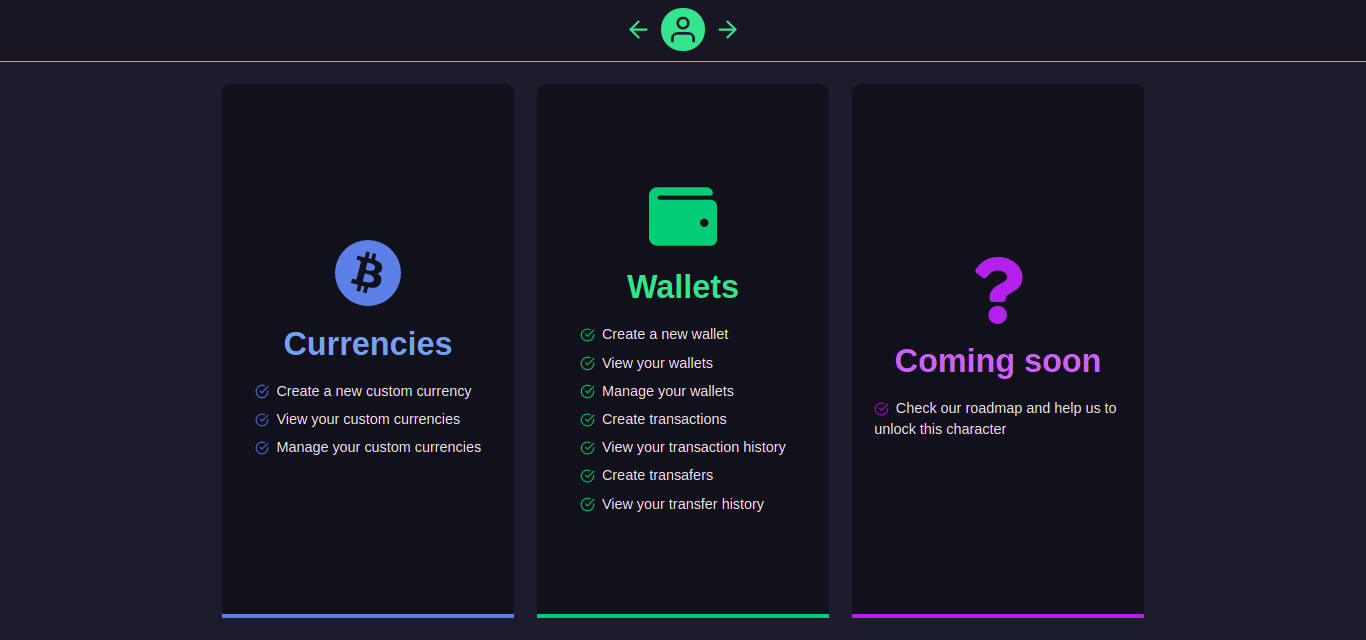 Currencies
Create a new custom currency
View your custom currencies
Manage your custom currencies
Wallets
Create a new wallet
View your wallets
Manage your wallets
Create transactions
View your transaction history
Create transafers
View your transfer history
Coming soon
Check our roadmap and help us to
unlock this character